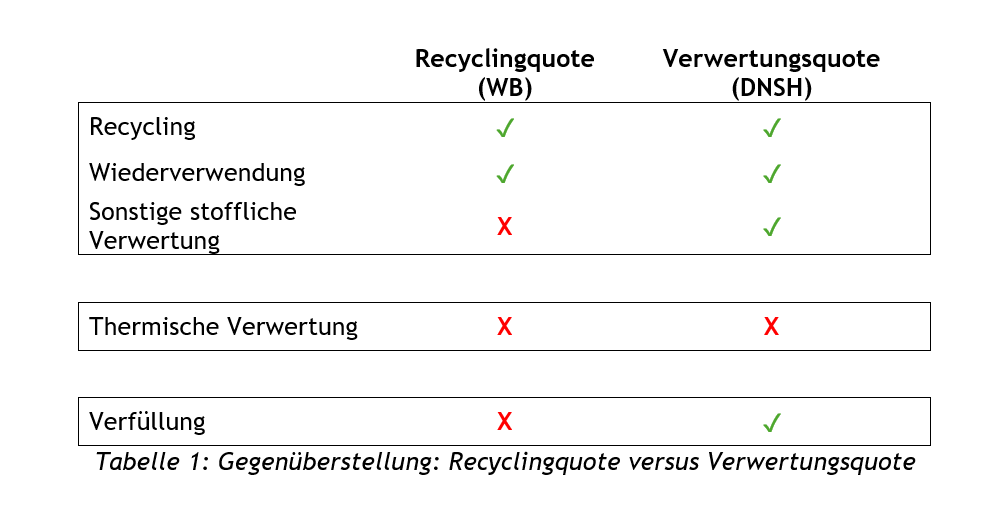 Recyclingquote Verwertungsquote
(WB) (DNSH)
Recycling ✓ ✓
Wiederverwendung ✓ ✓
Sonstige stoffliche
Verwertung X ✓
Thermische Verwertung X X
Verfüllung X ✓
Tabelle 1: Gegenüberstellung: Recyclingquote versus Verwertungsquote